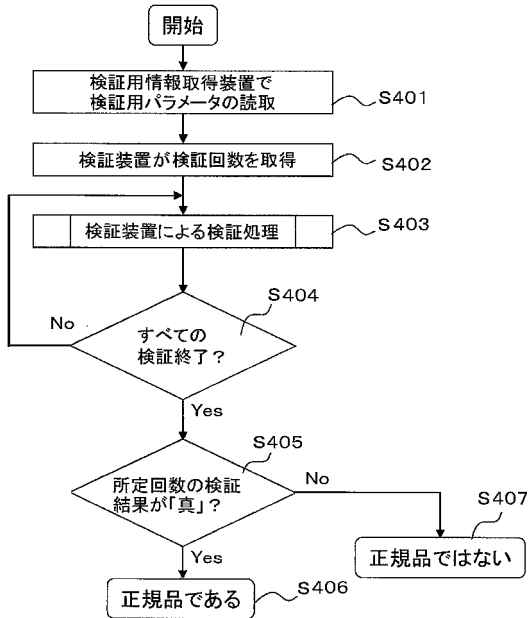 開始
検証用情報取得装置で
検証用パラメータの読取
S401
検証装置が検証回数を取得
S402
検証装置による検証処理
S403
S404
No
すべての
検証終了？
Yes
S405
所定回数の検証
結果が「真」？
No
S407
Yes
正規品ではない
正規品である
S406